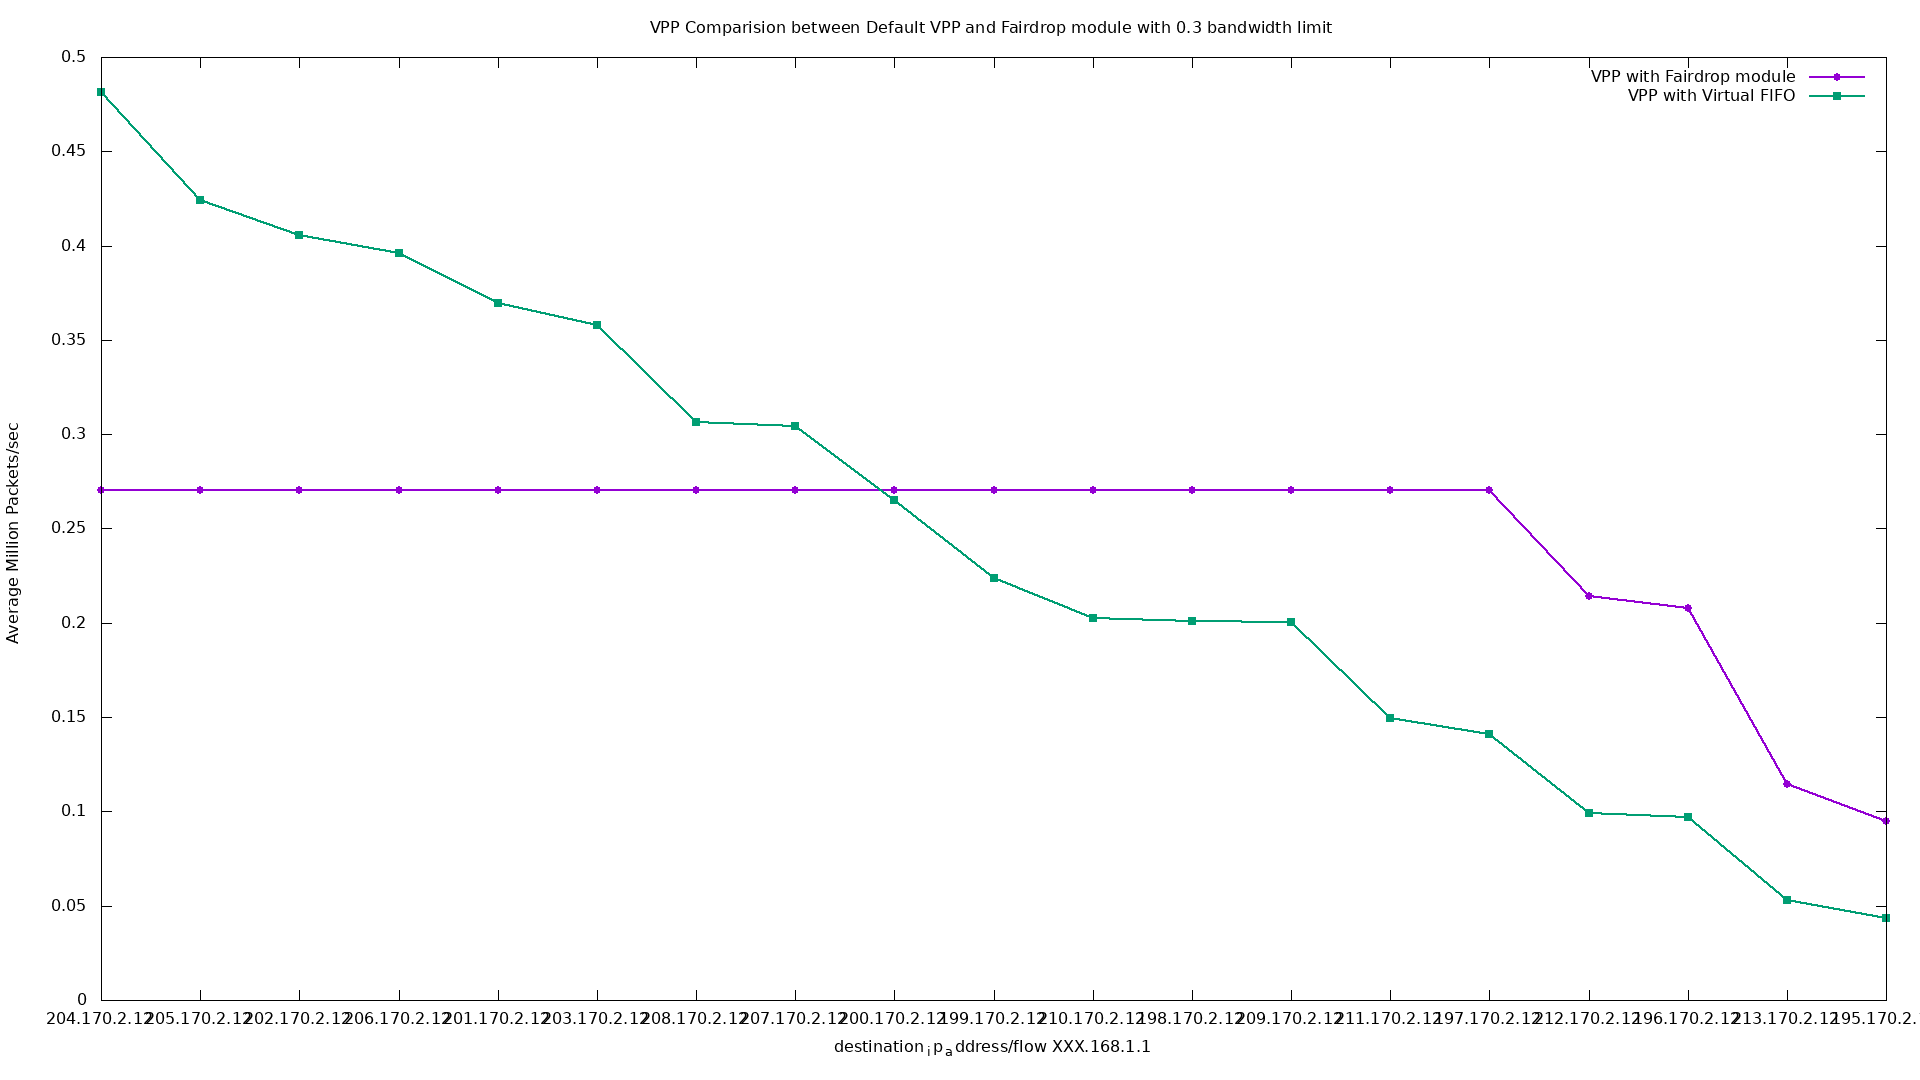 VPP Comparision between Default VPP and Fairdrop module with 0.3 bandwidth limit
0.5
VPP with Fairdrop module
VPP with Virtual FIFO
0.45
0.4
0.35
0.3
0.25
0.2
0.15
0.1
0.05
0
Average Million Packets/sec
204.170.2.12 205.170.2.12 202.170.2.12 206.170.2.12 201.170.2.12 203.170.2.12 208.170.2.12 207.170.2.12 200.170.2.12 199.170.2.12 210.170.2.12 198.170.2.12 209.170.2.12 211.170.2.12 197.170.2.12 212.170.2.12 196.170.2.12 213.170.2.12 195.170.2.
destination_ip_address/flow XXX.168.1.1